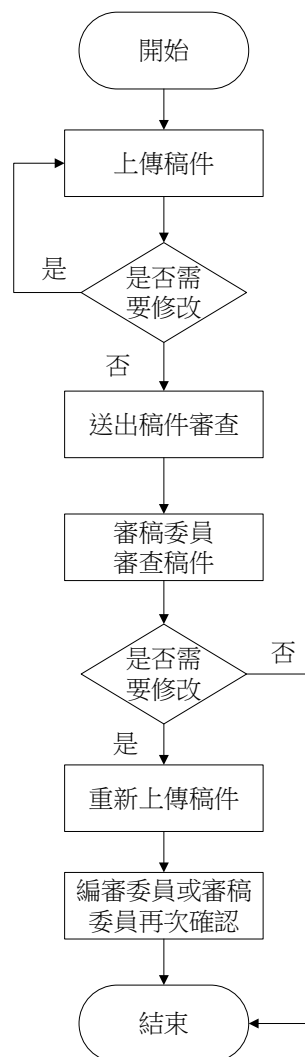 開始
上傳稿件
是否需
要修改
是
否
送出稿件審查
審稿委員
審查稿件
是否需
要修改
否
是
重新上傳稿件
編審委員或審稿
委員再次確認
結束